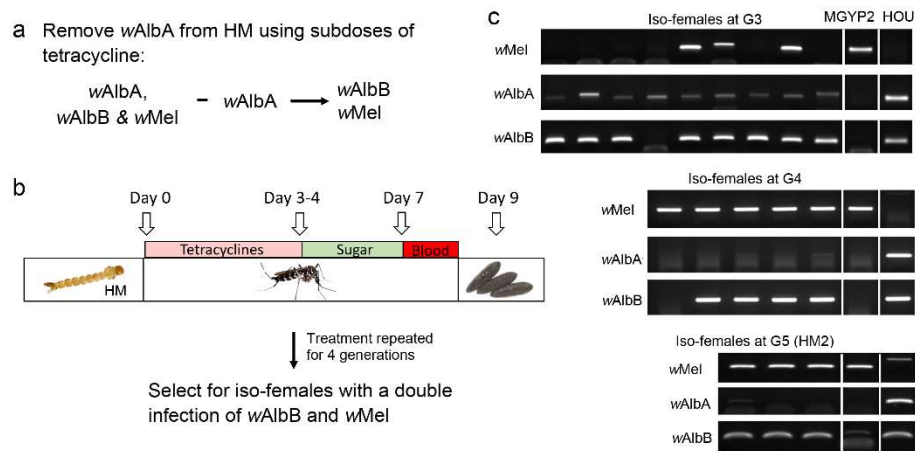 a Remove wAlbA from HM using subdoses of
tetracycline:
wAlbA,
wAlbB & wMel
–
wAlbA
wAlbB
wMel
b
Day 0
Day 3-4
Day 7
Day 9
Tetracyclines
Sugar
Blood
HM
Treatment repeated
for 4 generations
Select for iso-females with a double
infection of wAlbB and wMel
c
Iso-females at G3
MGYP2 HOU
wMel
wAlbA
wAlbB
Iso-females at G4
wMel
wAlbA
wAlbB
Iso-females at G5 (HM2)
wMel
wAlbA
wAlbB